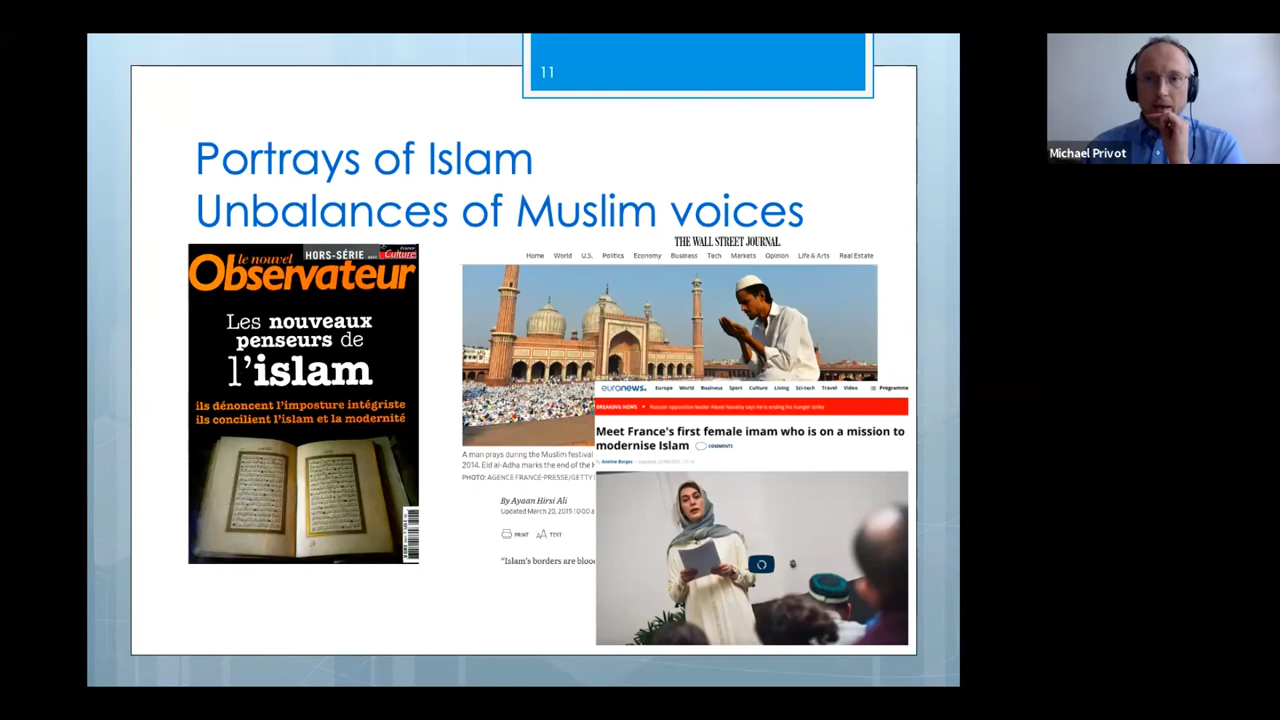 11
Michael Privot
Portrays of Islam
Unbalances of Muslim voices
le nouvel
Observateur
HORS-SÉRIE AVEC
Culture
Les nouveaux
penseurs de
l'islam
ils dénoncent l'imposture intégriste
ils concilient l'islam et la modernité
THE WALL STREET JOURNAL
Home World U.S. Politics Economy Business Tech Markets Opinion Life & Arts Real Estate
A man prays during the Muslim festival
2014. Eid al-Adha marks the end of the H
PHOTO: AGENCE FRANCE-PRESSE/GETTY I
By Ayaan Hirsi Ali
Updated March 20, 2015 10:00 a
PRINT TEXT
“Islam's borders are bloo
euronews. Europe World Business Sport Culture Living Sci-tech Travel Video Programme
BREAKING NEWS Russian opposition leader Alexei Navalny says he is ending his hunger strike
Meet France's first female imam who is on a mission to
modernise Islam COMMENTS
By Anelise Borges